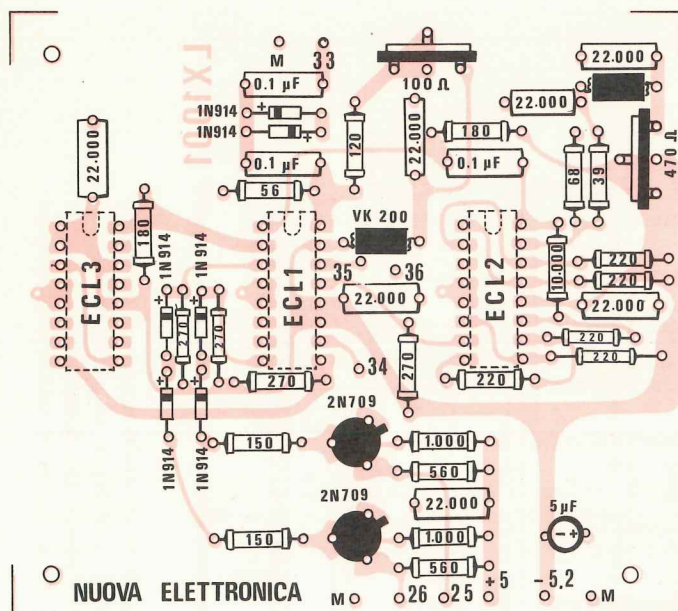 M 33
100 Ω
22.000
0.1 µF
1N914
1N914
22.000
22.000
22.000
120
180
0.1 µF
0.1 µF
56
68
39
470 Ω
LX1001
180
VK 200
1N914
1N914
35
36
ECL3
ECL1
ECL2
10.000
220
220
22.000
22.000
270
270
270
220
220
270
34
220
2N709
1N914
1N914
150
1.000
560
2N709
22.000
5µF
- +
150
1.000
560
NUOVA ELETTRONICA
M 26 25 +5 -5,2 M